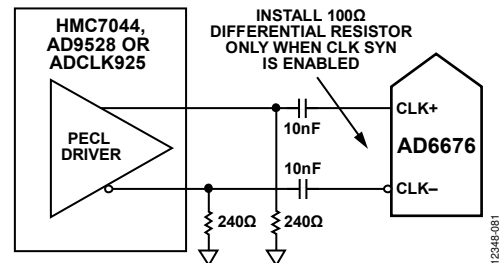 HMC7044,
AD9528 OR
ADCLK925
INSTALL 100Ω
DIFFERENTIAL RESISTOR
ONLY WHEN CLK SYN
IS ENABLED
PECL
DRIVER
10nF
10nF
240Ω
240Ω
CLK+
AD6676
CLK–
12348-081